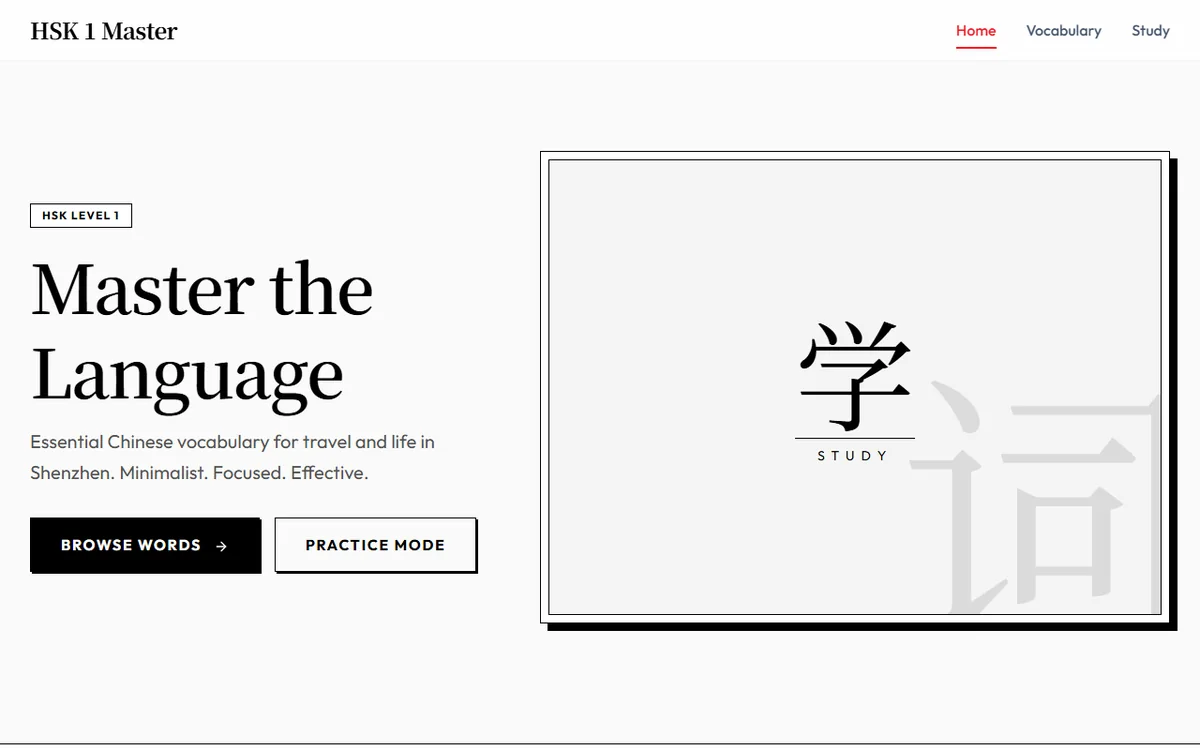 HSK 1 Master
Home
Vocabulary
Study
HSK LEVEL 1
Master the
Language
Essential Chinese vocabulary for travel and life in
Shenzhen. Minimalist. Focused. Effective.
BROWSE WORDS →
PRACTICE MODE
学
STUDY
词